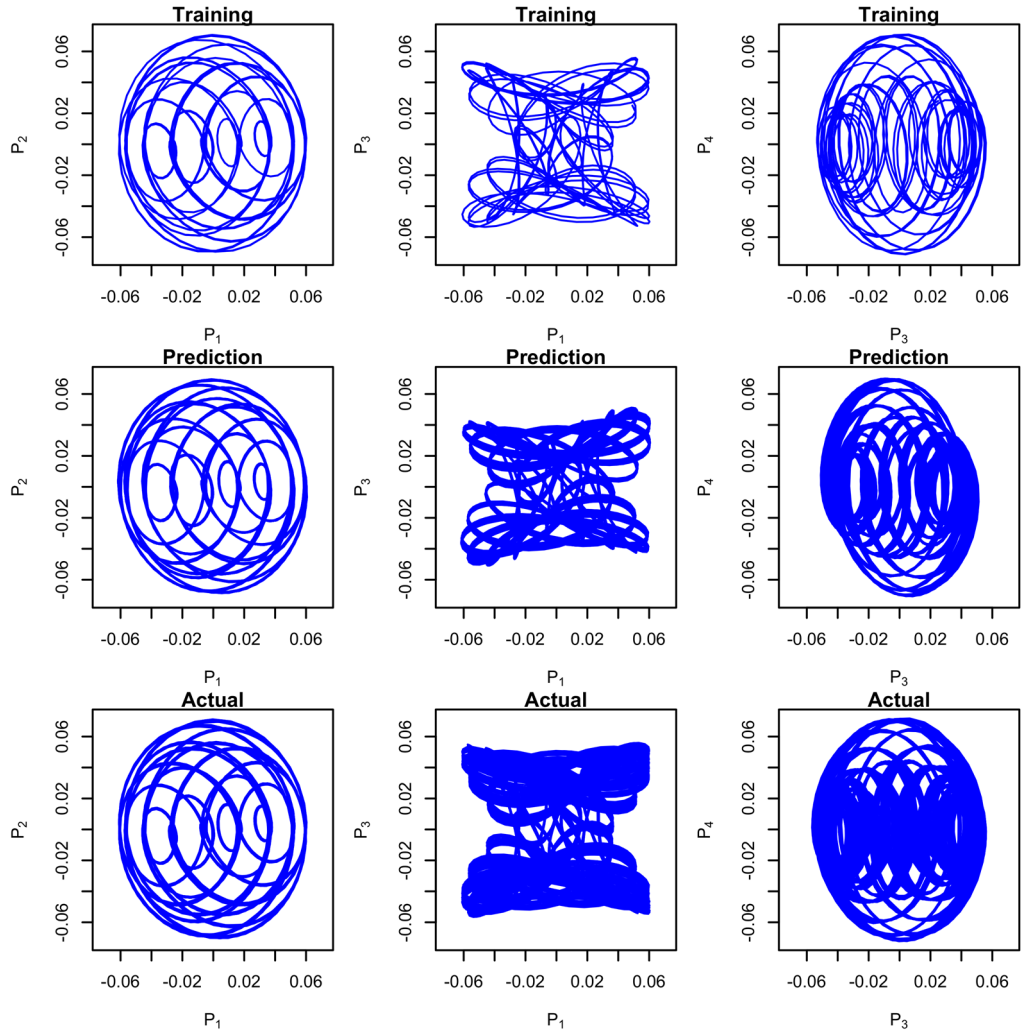 Training Training Training
0.06 0.06 0.06
P2 0.02 P3 0.02 P4 0.02
-0.02 -0.02 -0.02
-0.06 -0.06 -0.06
-0.06 -0.02 0.02 0.06 -0.06 -0.02 0.02 0.06 -0.06 -0.02 0.02 0.06
P1 P1 P3
Prediction Prediction Prediction
0.06 0.06 0.06
P2 0.02 P3 0.02 P4 0.02
-0.02 -0.02 -0.02
-0.06 -0.06 -0.06
-0.06 -0.02 0.02 0.06 -0.06 -0.02 0.02 0.06 -0.06 -0.02 0.02 0.06
P1 P1 P3
Actual Actual Actual
0.06 0.06 0.06
P2 0.02 P3 0.02 P4 0.02
-0.02 -0.02 -0.02
-0.06 -0.06 -0.06
-0.06 -0.02 0.02 0.06 -0.06 -0.02 0.02 0.06 -0.06 -0.02 0.02 0.06
P1 P1 P3